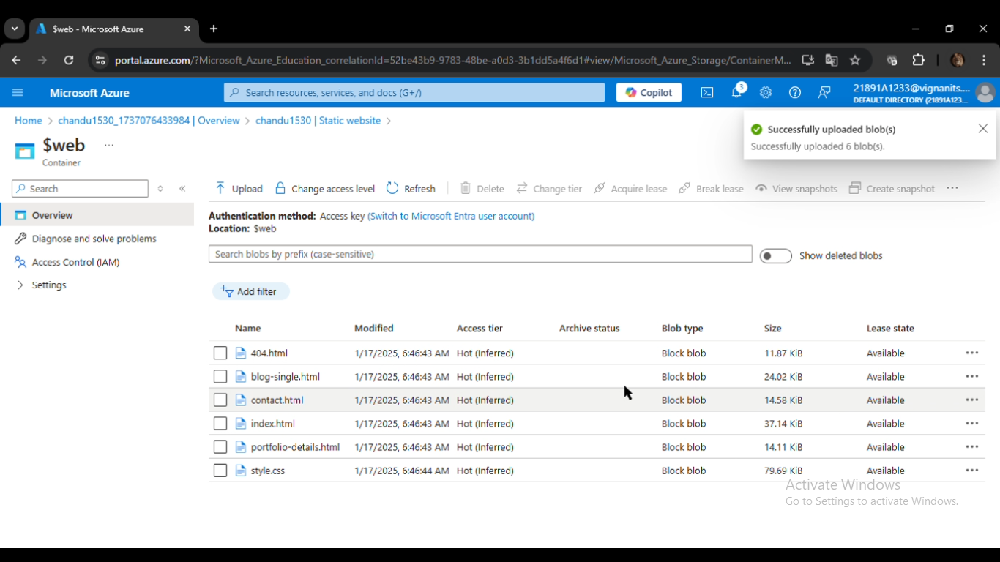 $web - Microsoft Azure
portal.azure.com/?Microsoft_Azure_Education_correlationId=52be43b9-9783-48be-a0d3-3b1dd5a4f6d1#view/Microsoft_Azure_Storage/ContainerM...
Microsoft Azure
Search resources, services, and docs (G+/)
Copilot
3
21891A1233@vignanits....
DEFAULT DIRECTORY (21891A123...
Home > chandu1530_1737076433984 | Overview > chandu1530 | Static website >
Successfully uploaded blob(s)
Successfully uploaded 6 blob(s).
$web ...
Container
Search
Upload Change access level Refresh Delete Change tier Acquire lease Break lease View snapshots Create snapshot ...
Overview
Diagnose and solve problems
Access Control (IAM)
Settings
Authentication method: Access key (Switch to Microsoft Entra user account)
Location: $web
Search blobs by prefix (case-sensitive)
Show deleted blobs
Add filter
Name Modified Access tier Archive status Blob type Size Lease state
404.html 1/17/2025, 6:46:43 AM Hot (Inferred) Block blob 11.87 KiB Available ...
blog-single.html 1/17/2025, 6:46:43 AM Hot (Inferred) Block blob 24.02 KiB Available ...
contact.html 1/17/2025, 6:46:43 AM Hot (Inferred) Block blob 14.58 KiB Available ...
index.html 1/17/2025, 6:46:43 AM Hot (Inferred) Block blob 37.14 KiB Available ...
portfolio-details.html 1/17/2025, 6:46:43 AM Hot (Inferred) Block blob 14.11 KiB Available ...
style.css 1/17/2025, 6:46:44 AM Hot (Inferred) Block blob 79.69 KiB Available ...
Activate Windows
Go to Settings to activate Windows.